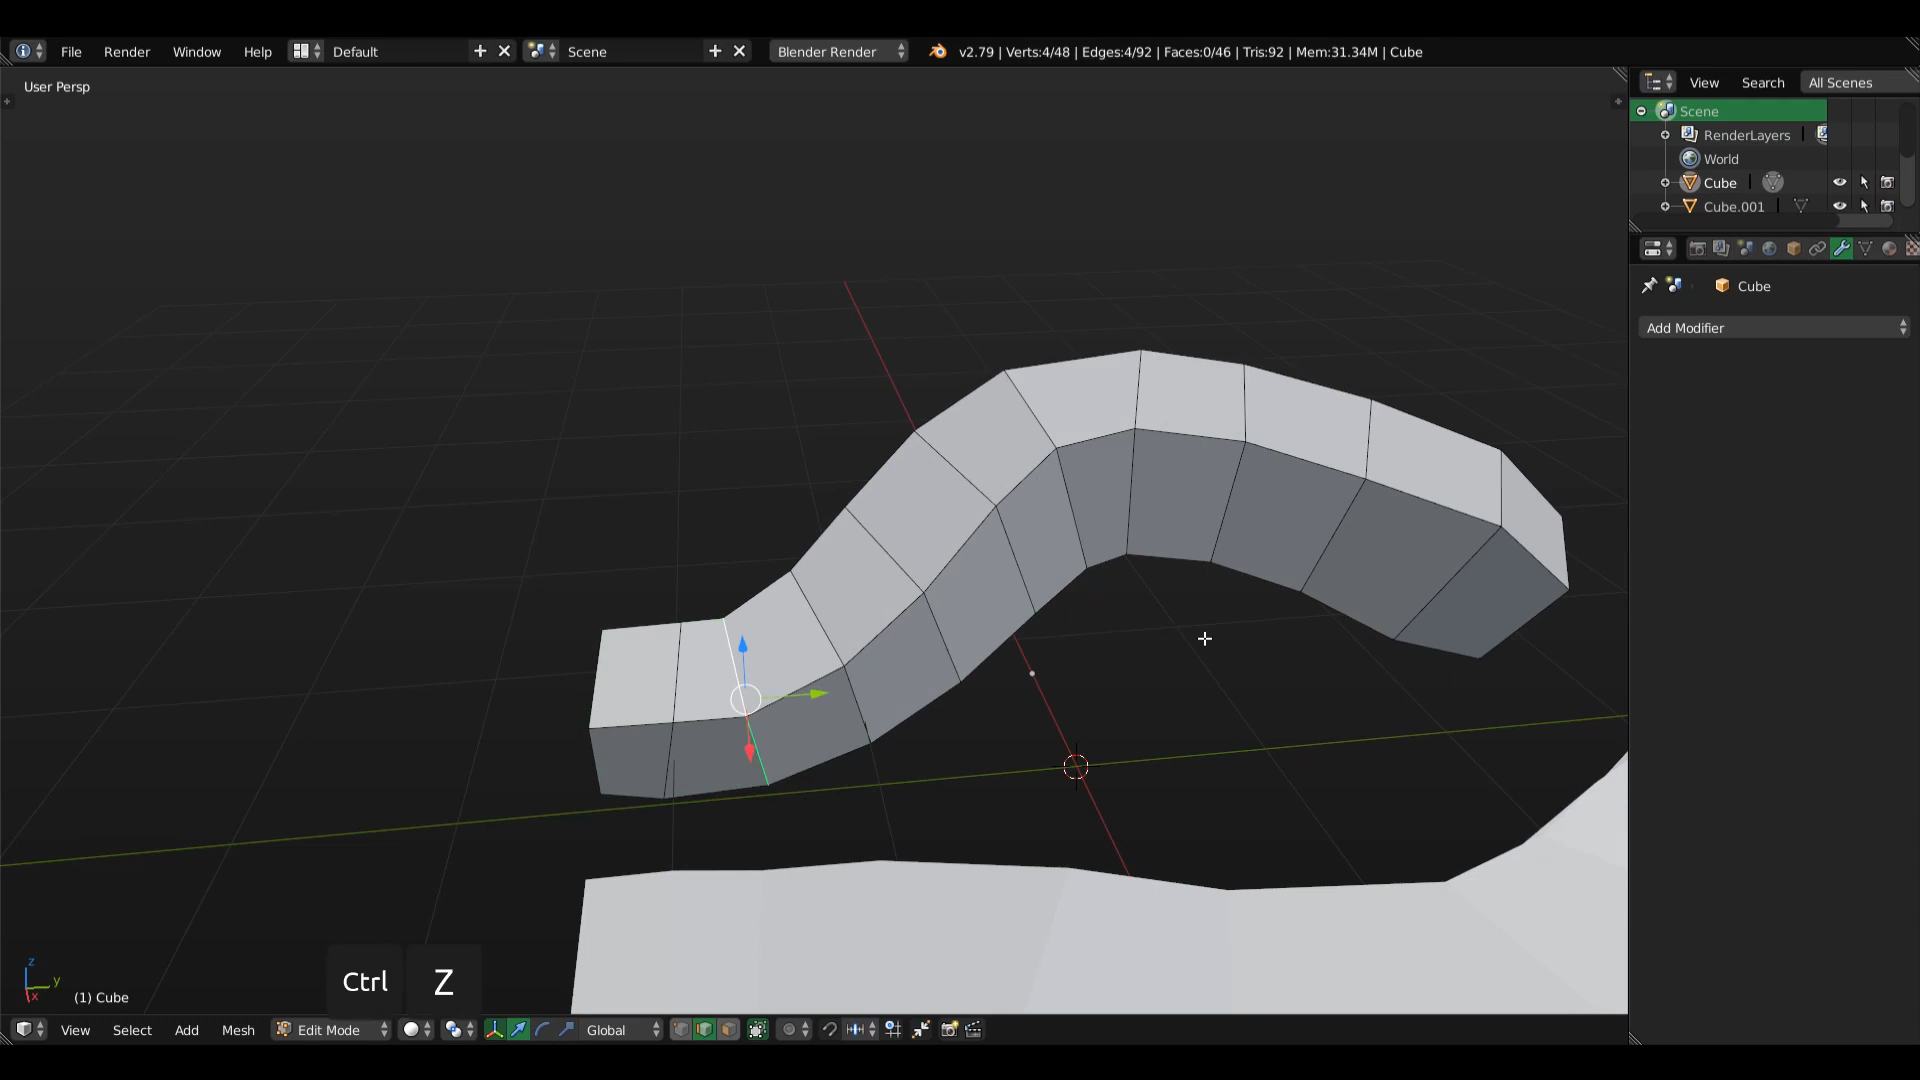 File Render Window Help Default Scene Blender Render v2.79 | Verts:4/48 | Edges:4/92 | Faces:0/46 | Tris:92 | Mem:31.34M | Cube
User Persp
View Search All Scenes
Scene
RenderLayers
World
Cube
Cube.001
Cube
Add Modifier
Ctrl Z
z
y
x
(1) Cube
View Select Add Mesh Edit Mode Global